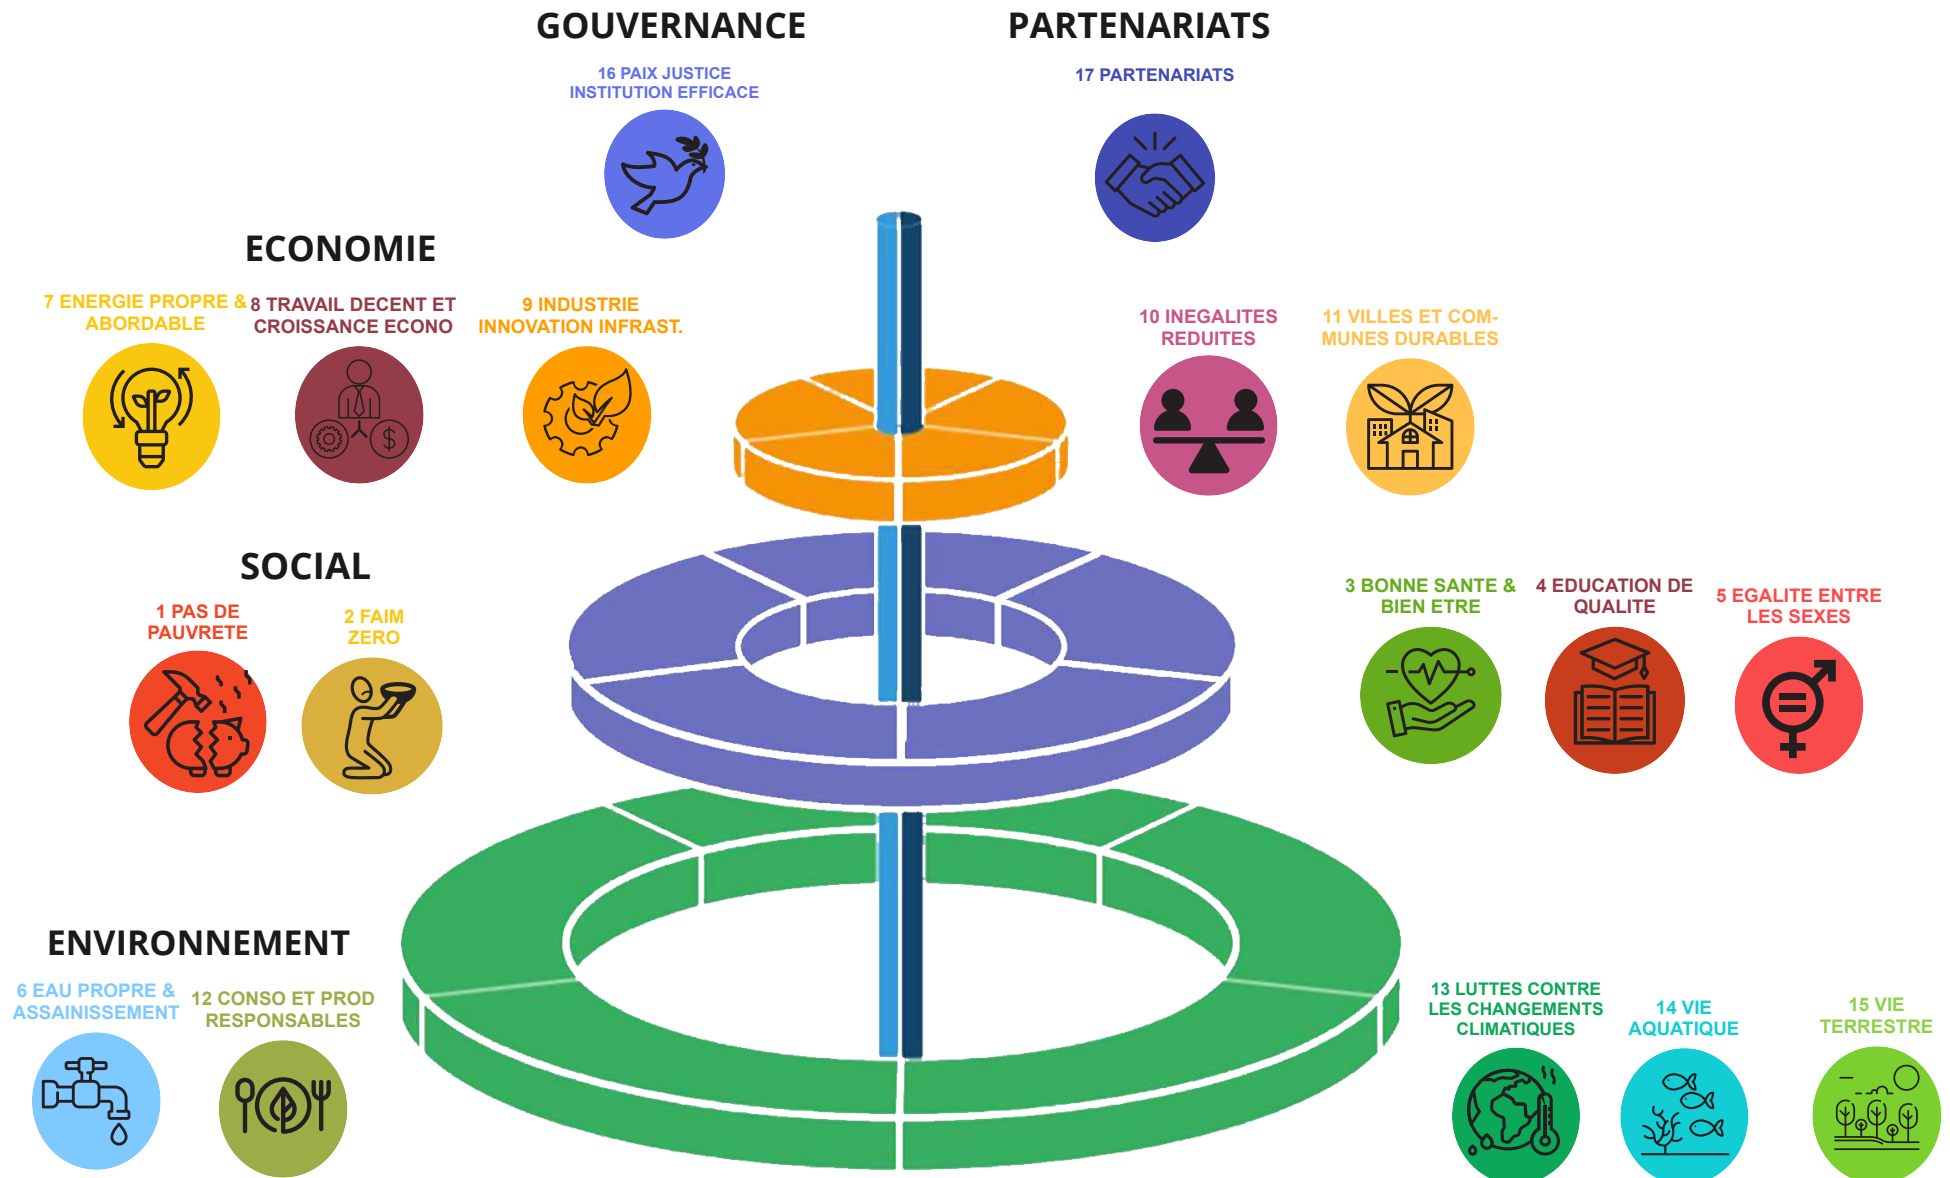 GOUVERNANCE
PARTENARIATS
16 PAIX JUSTICE
INSTITUTION EFFICACE
17 PARTENARIATS
ECONOMIE
7 ENERGIE PROPRE &
ABORDABLE
8 TRAVAIL DECENT ET
CROISSANCE ECONO
9 INDUSTRIE
INNOVATION INFRAST.
10 INEGALITES
REDUITES
11 VILLES ET COM-
MUNES DURABLES
$
SOCIAL
1 PAS DE
PAUVRETE
2 FAIM
ZERO
3 BONNE SANTE &
BIEN ETRE
4 EDUCATION DE
QUALITE
5 EGALITE ENTRE
LES SEXES
ENVIRONNEMENT
6 EAU PROPRE &
ASSAINISSEMENT
12 CONSO ET PROD
RESPONSABLES
13 LUTTES CONTRE
LES CHANGEMENTS
CLIMATIQUES
14 VIE
AQUATIQUE
15 VIE
TERRESTRE